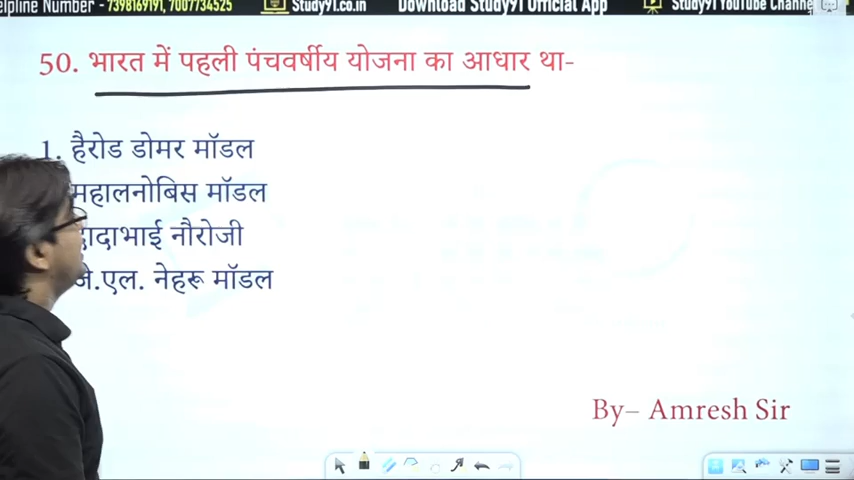 Helpline Number - 7398169191, 7007734525 Study91.co.in Download Study91 Official App Study91 YouTube Channel
50. भारत में पहली पंचवर्षीय योजना का आधार था-
1. हैरोड डोमर मॉडल
महालनोबिस मॉडल
दादाभाई नौरोजी
जे.एल. नेहरू मॉडल
By– Amresh Sir